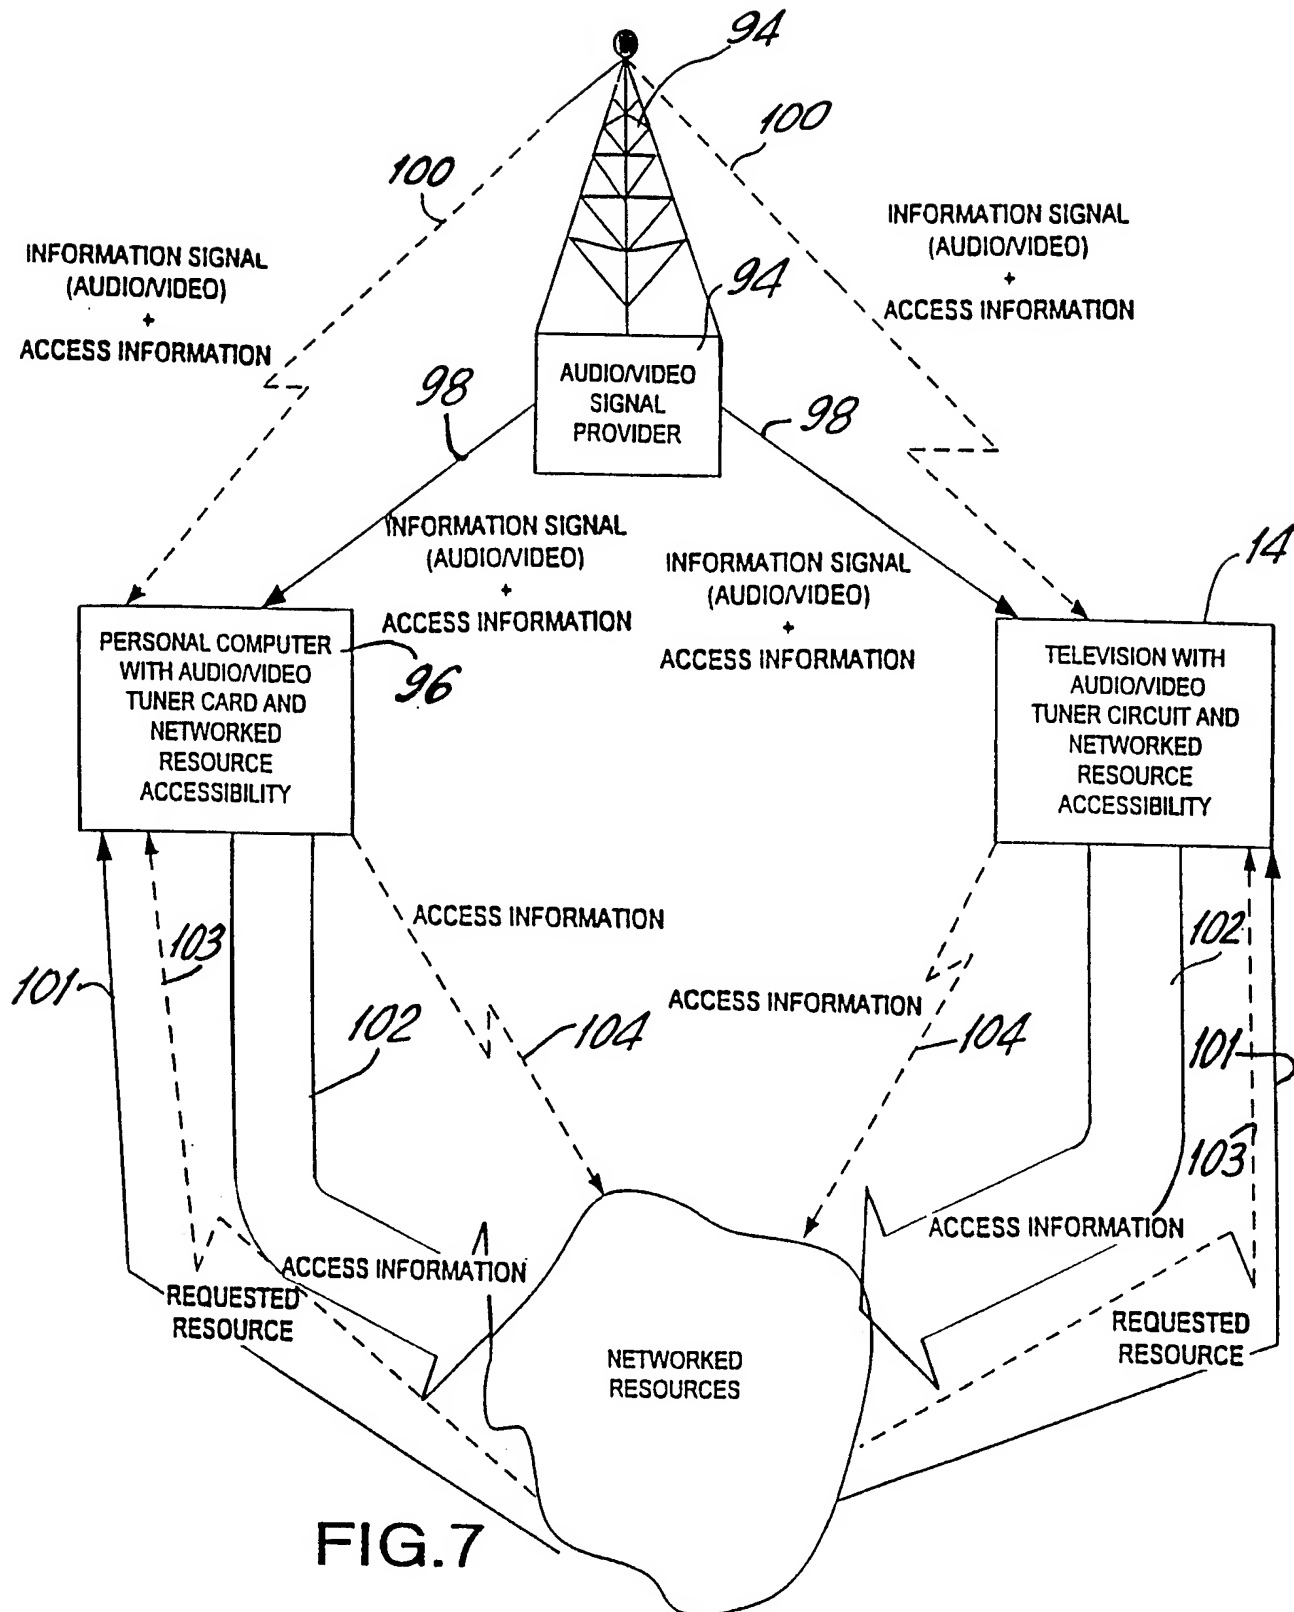 94
100
100
INFORMATION SIGNAL
(AUDIO/VIDEO)
+
ACCESS INFORMATION
INFORMATION SIGNAL
(AUDIO/VIDEO)
+
ACCESS INFORMATION
94
AUDIO/VIDEO
SIGNAL
PROVIDER
98
98
INFORMATION SIGNAL
(AUDIO/VIDEO)
+
ACCESS INFORMATION
INFORMATION SIGNAL
(AUDIO/VIDEO)
+
ACCESS INFORMATION
14
PERSONAL COMPUTER
WITH AUDIO/VIDEO
TUNER CARD AND
NETWORKED
RESOURCE
ACCESSIBILITY
96
TELEVISION WITH
AUDIO/VIDEO
TUNER CIRCUIT AND
NETWORKED
RESOURCE
ACCESSIBILITY
ACCESS INFORMATION
103
101
102
104
ACCESS INFORMATION
104
102
101
103
ACCESS INFORMATION
REQUESTED
RESOURCE
ACCESS INFORMATION
REQUESTED
RESOURCE
NETWORKED
RESOURCES
FIG.7